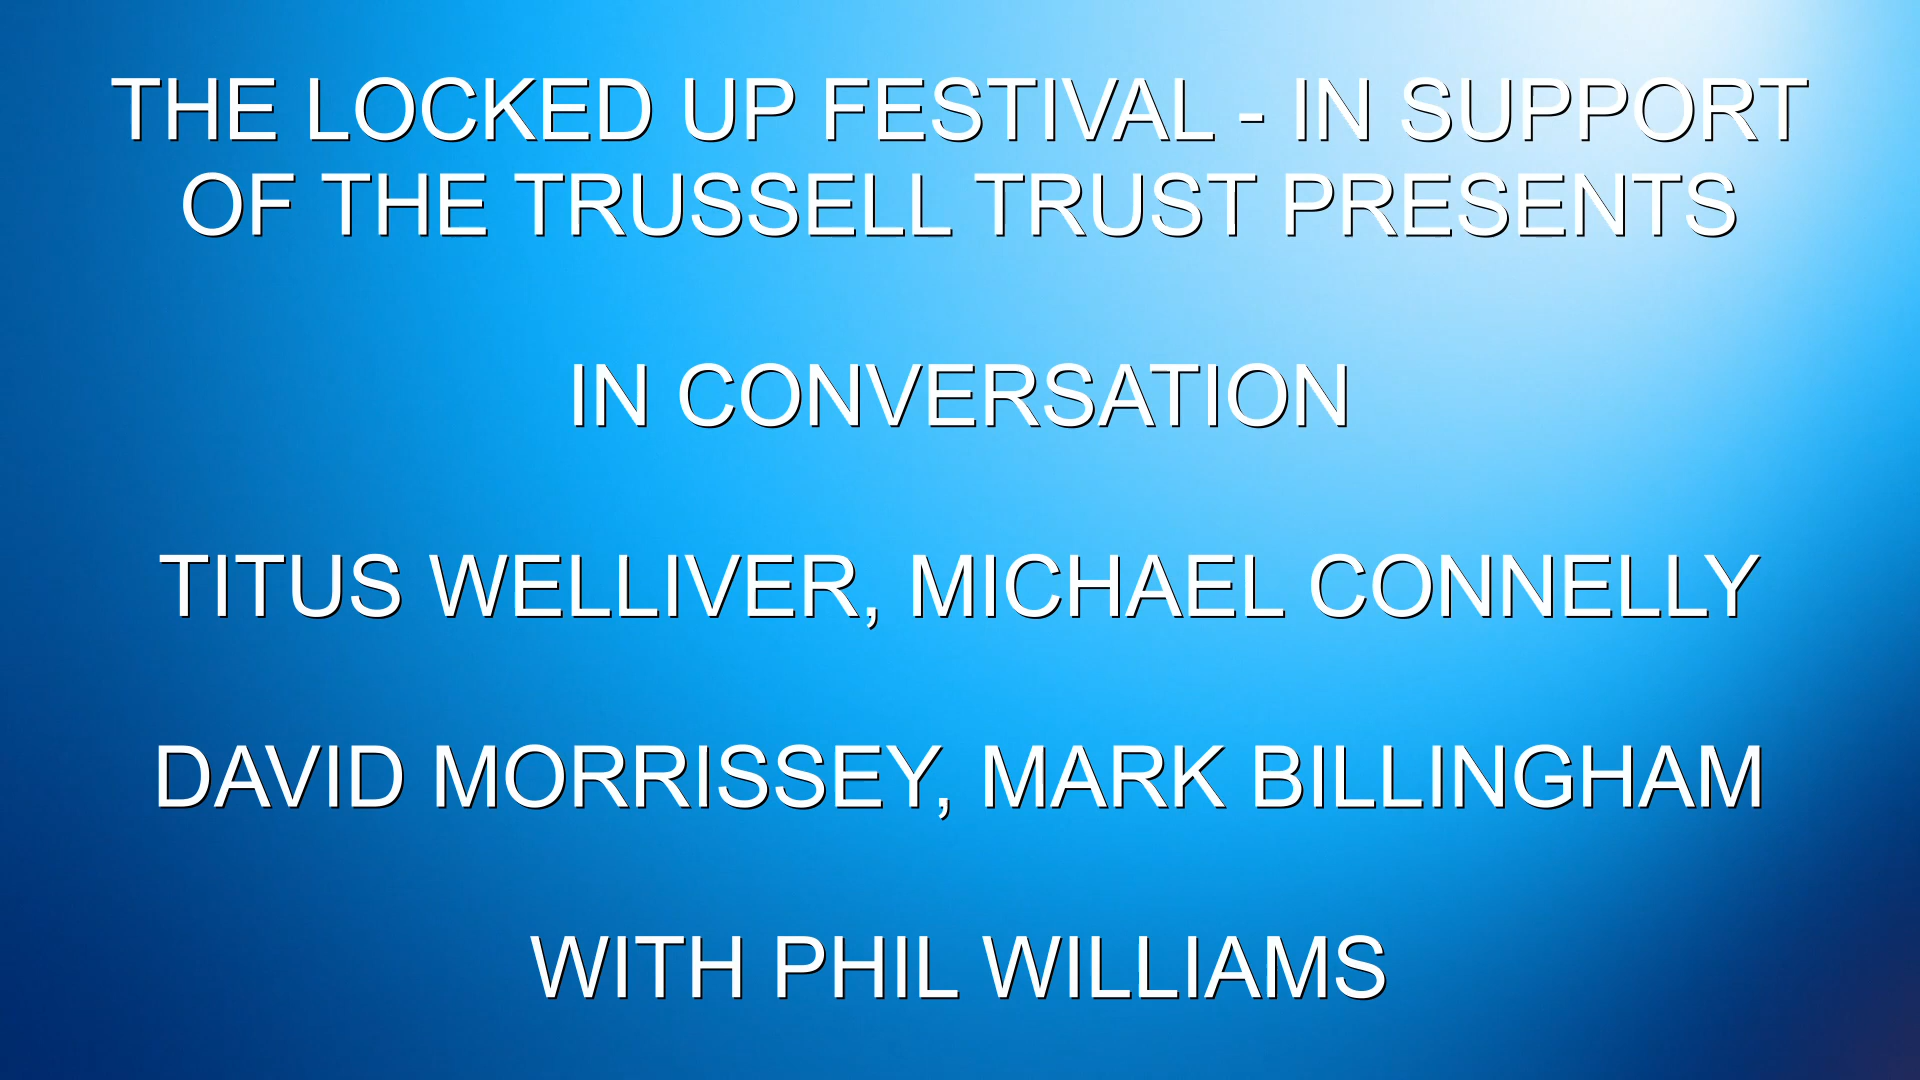 THE LOCKED UP FESTIVAL - IN SUPPORT
OF THE TRUSSELL TRUST PRESENTS
IN CONVERSATION
TITUS WELLIVER, MICHAEL CONNELLY
DAVID MORRISSEY, MARK BILLINGHAM
WITH PHIL WILLIAMS